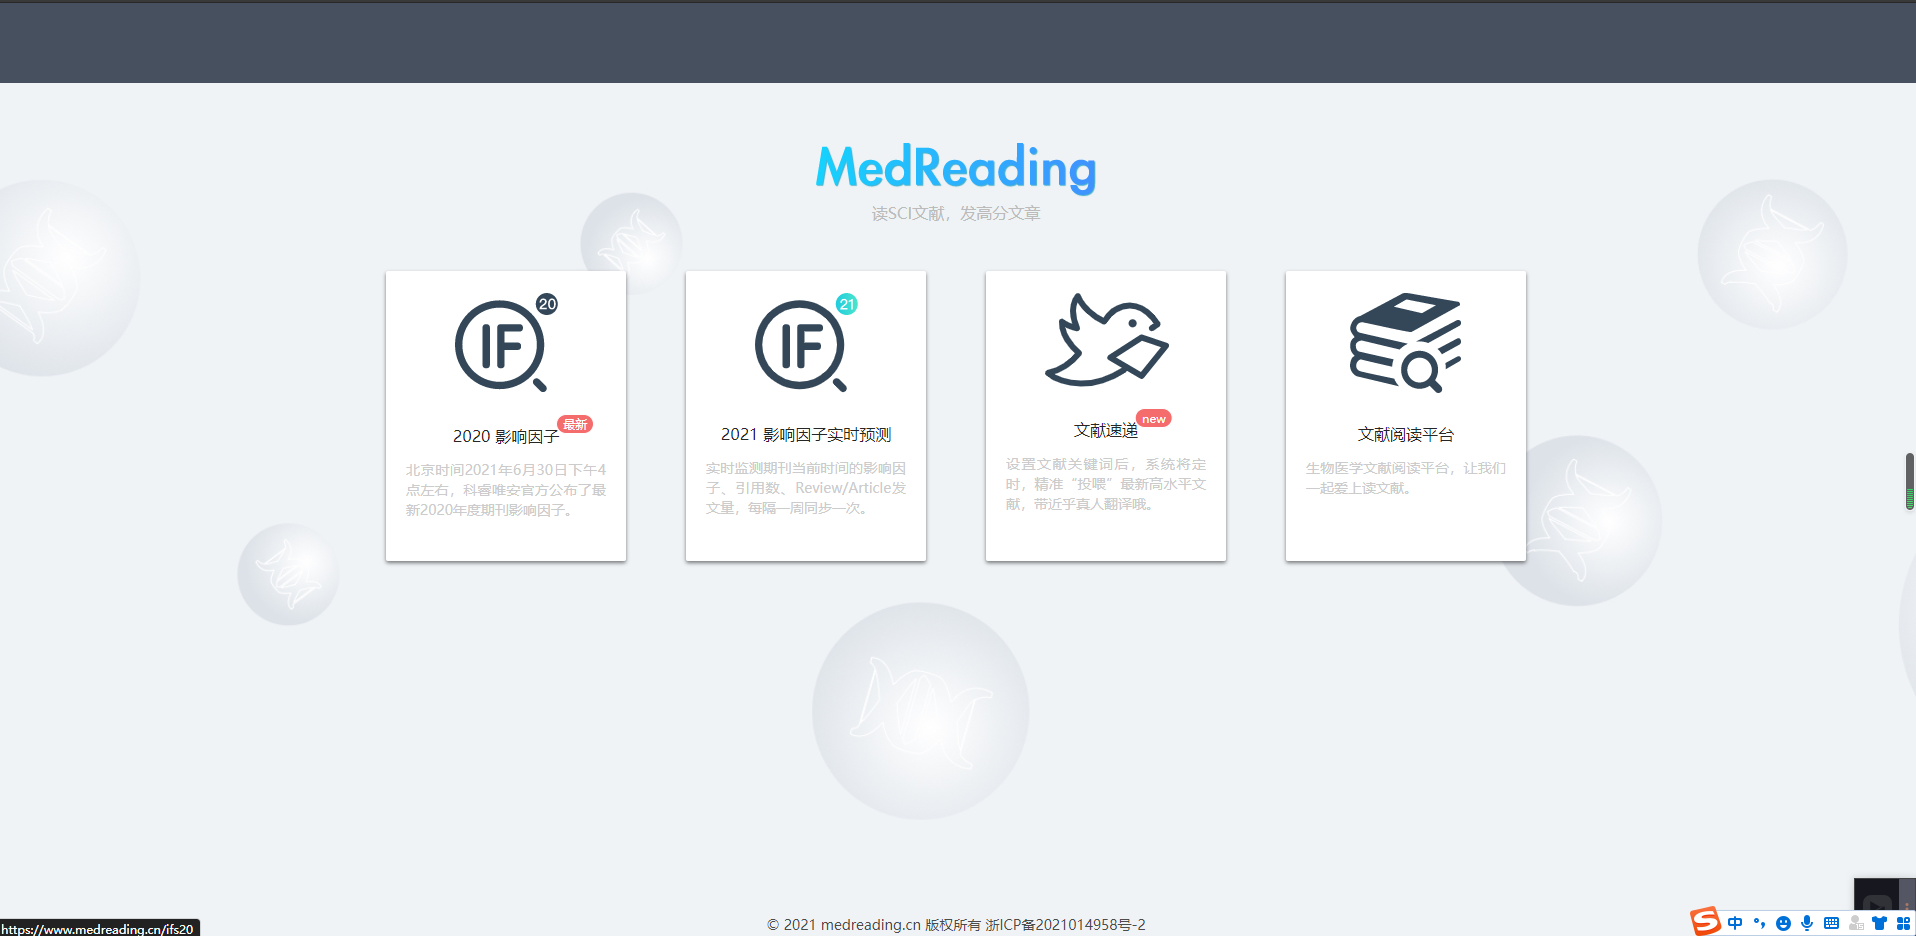 MedReading
读SCI文献，发高分文章
IF 20
IF 21
2020 影响因子 最新
北京时间2021年6月30日下午4
点左右，科睿唯安官方公布了最
新2020年度期刊影响因子。
2021 影响因子实时预测
实时监测期刊当前时间的影响因
子、引用数、Review/Article发
文量，每隔一周同步一次。
文献速递 new
设置文献关键词后，系统将定
时，精准“投喂”最新高水平文
献，带近乎真人翻译哦。
文献阅读平台
生物医学文献阅读平台，让我们
一起爱上读文献。
© 2021 medreading.cn 版权所有 浙ICP备2021014958号-2
https://www.medreading.cn/ifs20
S 中